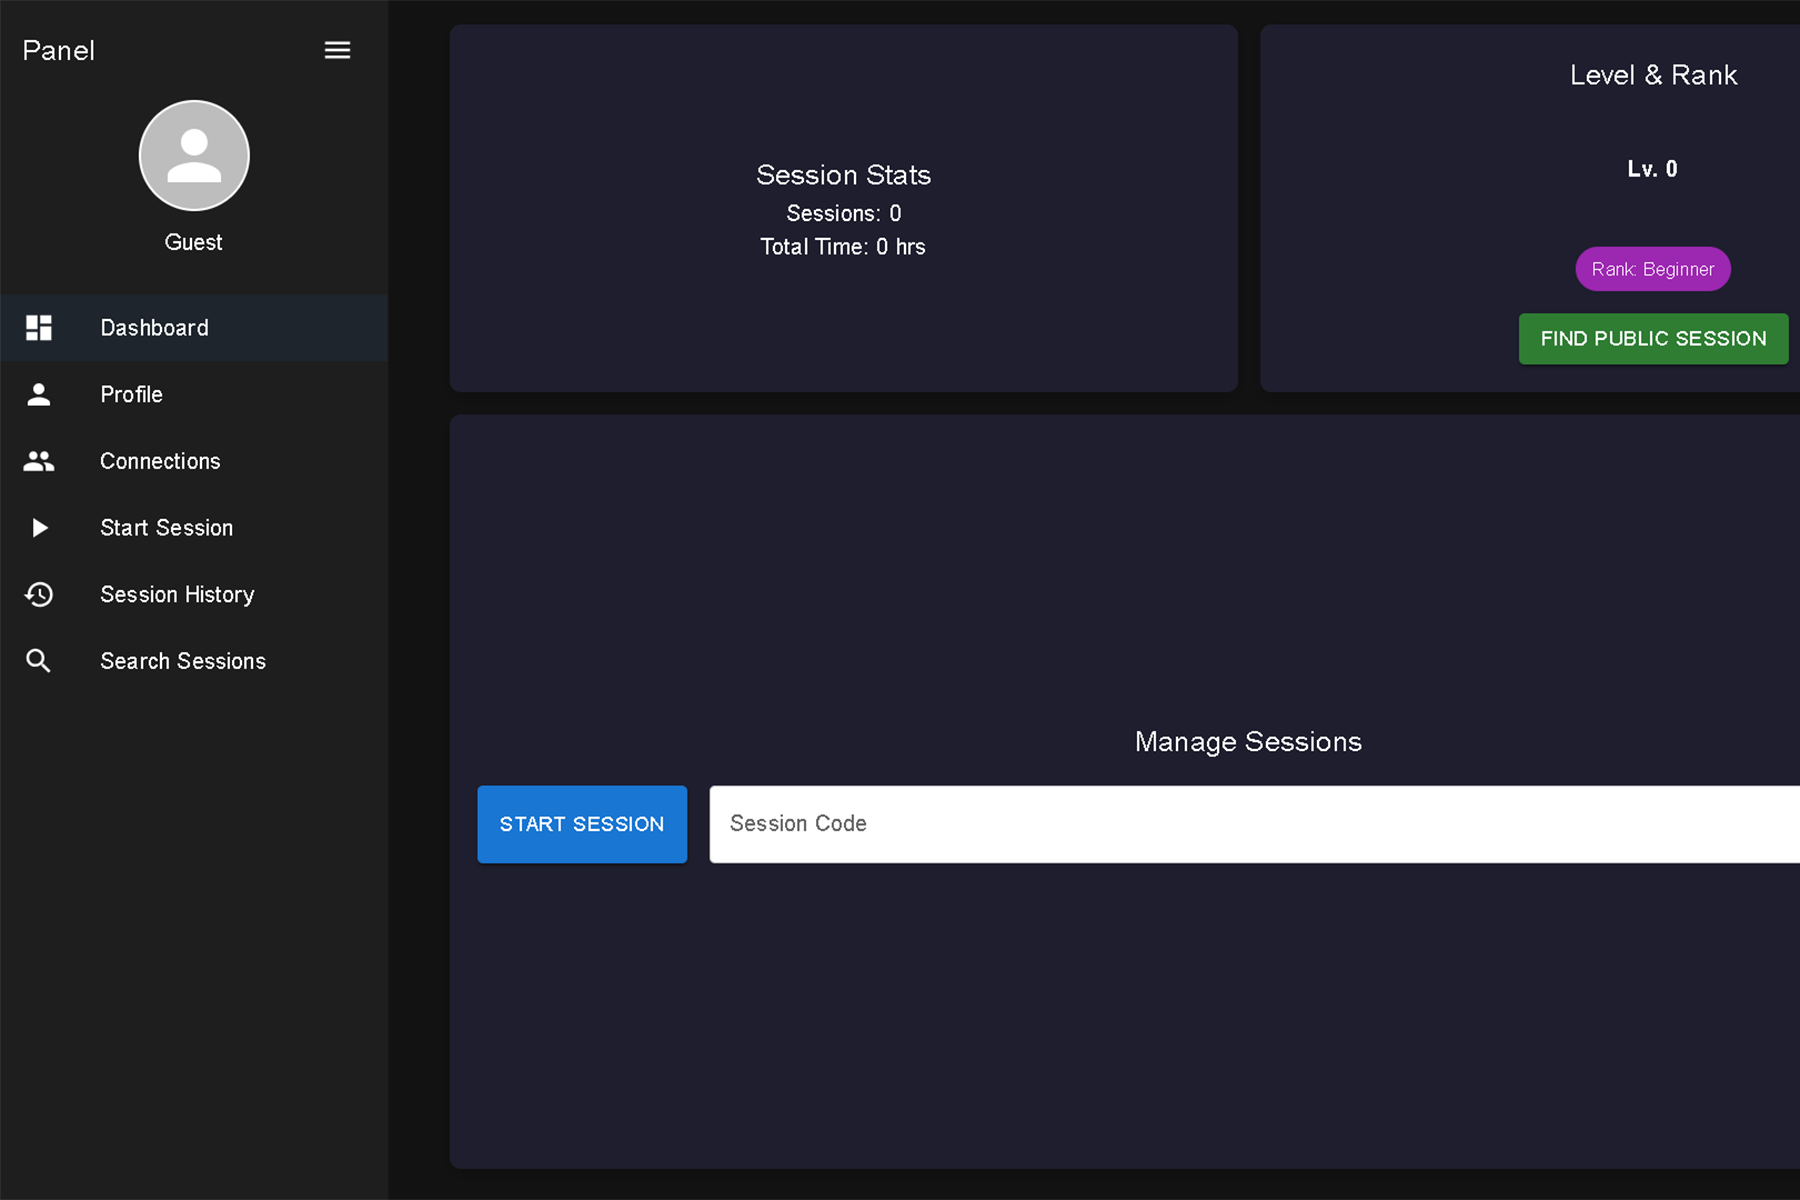 Panel
Guest
Dashboard
Profile
Connections
Start Session
Session History
Search Sessions
Session Stats
Sessions: 0
Total Time: 0 hrs
Level & Rank
Lv. 0
Rank: Beginner
FIND PUBLIC SESSION
Manage Sessions
START SESSION
Session Code